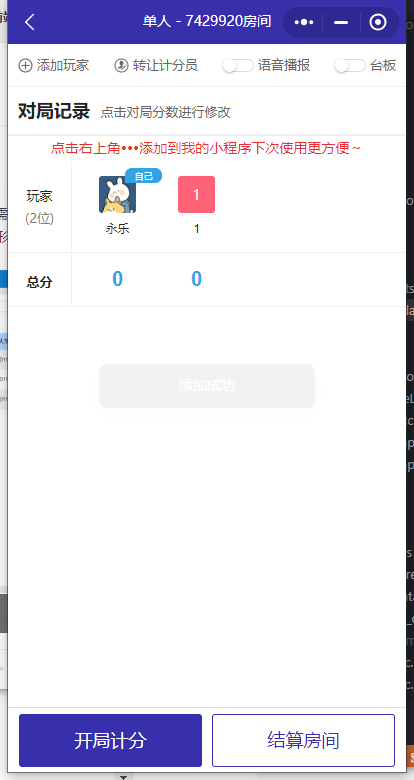 单人 - 7429920房间
添加玩家 转让计分员 语音播报 台板
对局记录 点击对局分数进行修改
点击右上角•••添加到我的小程序下次使用更方便～
自己
玩家
(2位)
1
永乐 1
总分 0 0
添加成功
开局计分 结算房间